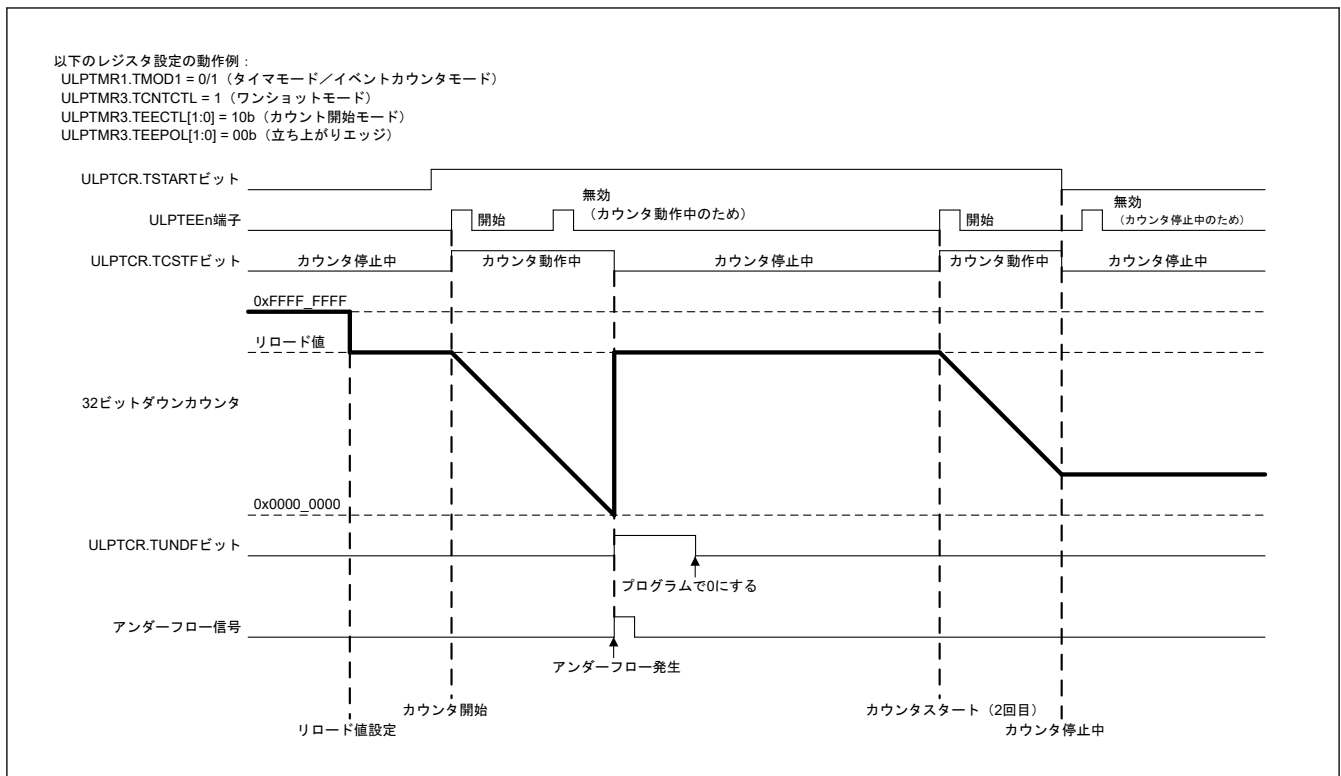 以下のレジスタ設定の動作例：
ULPTMR1.TMOD1 = 0/1（タイマモード／イベントカウンタモード）
ULPTMR3.TCNTCTL = 1（ワンショットモード）
ULPTMR3.TEECTL[1:0] = 10b（カウント開始モード）
ULPTMR3.TEEPOL[1:0] = 00b（立ち上がりエッジ）
ULPTCR.TSTARTビット
ULPTEEn端子
開始
無効
（カウンタ動作中のため）
開始
無効
（カウンタ停止中のため）
ULPTCR.TCSTFビット
カウンタ停止中
カウンタ動作中
カウンタ停止中
カウンタ動作中
カウンタ停止中
0xFFFF_FFFF
リロード値
32ビットダウンカウンタ
0x0000_0000
ULPTCR.TUNDFビット
プログラムで0にする
アンダーフロー信号
アンダーフロー発生
カウンタ開始
カウンタスタート（2回目）
リロード値設定
カウンタ停止中